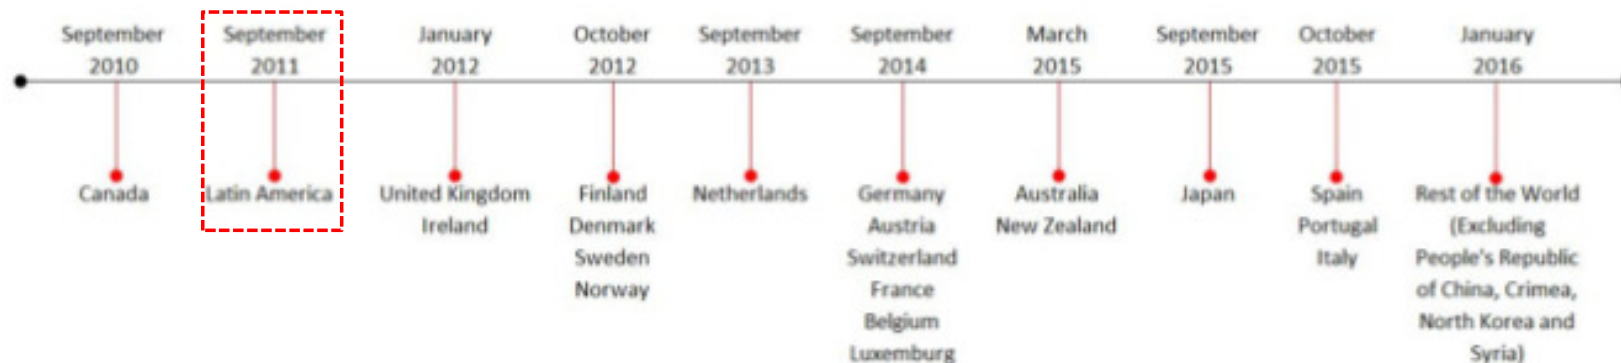 September
2010
Canada
September
2011
Latin America
January
2012
United Kingdom
Ireland
October
2012
Finland
Denmark
Sweden
Norway
September
2013
Netherlands
September
2014
Germany
Austria
Switzerland
France
Belgium
Luxemburg
March
2015
Australia
New Zealand
September
2015
Japan
October
2015
Spain
Portugal
Italy
January
2016
Rest of the World
(Excluding
People's Republic
of China, Crimea,
North Korea and
Syria)